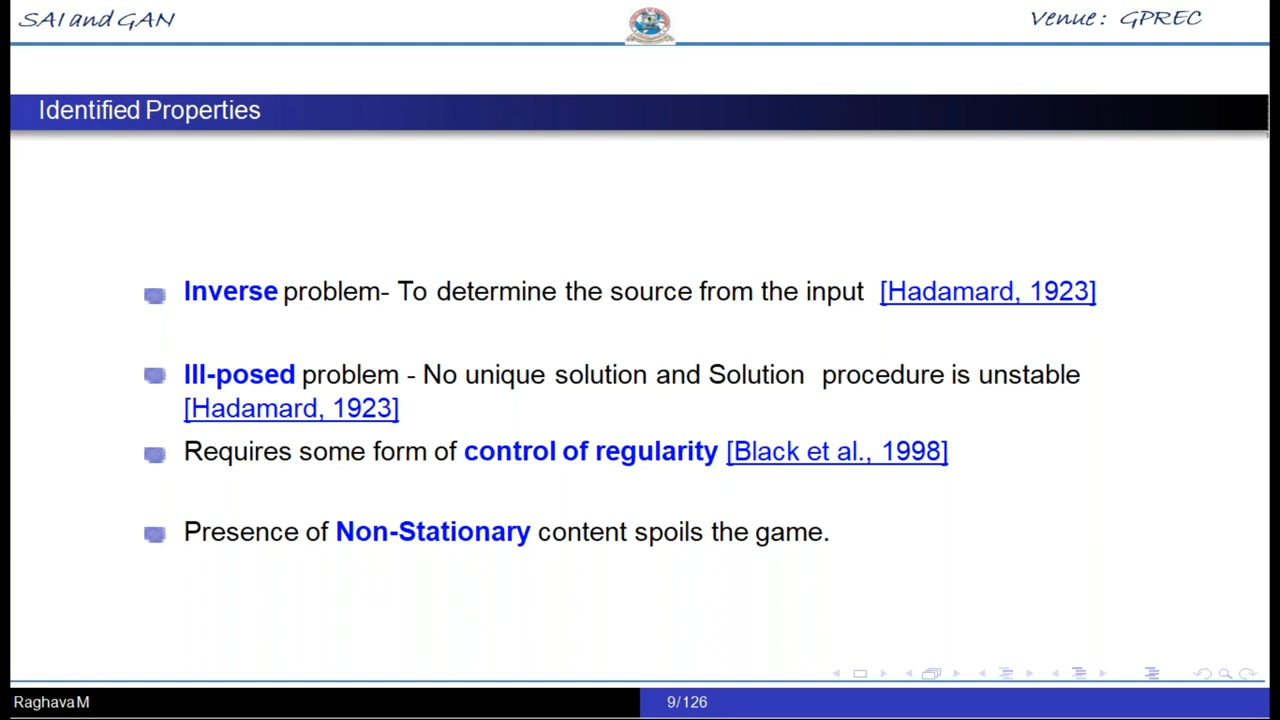 SAI and GAN
Venue: GPREC
Identified Properties
Inverse problem- To determine the source from the input [Hadamard, 1923]
Ill-posed problem - No unique solution and Solution procedure is unstable
[Hadamard, 1923]
Requires some form of control of regularity [Black et al., 1998]
Presence of Non-Stationary content spoils the game.
Raghava M
9/126